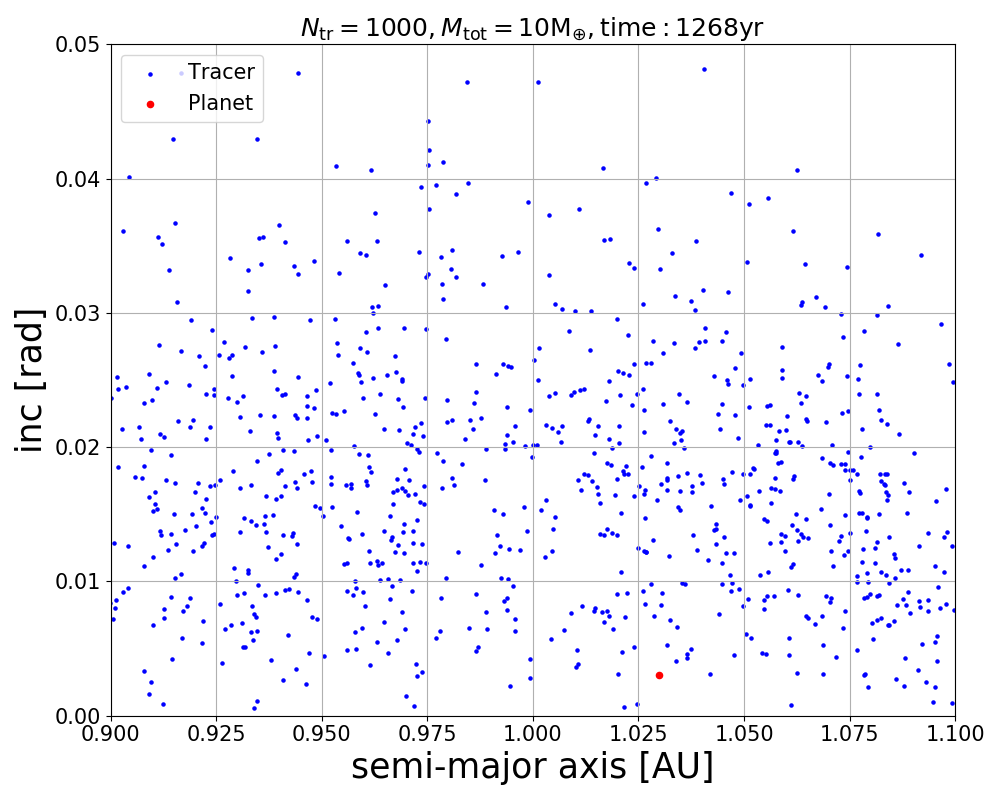 N_tr = 1000, M_tot = 10M_⊕, time : 1268yr
0.05
Tracer
Planet
0.04
0.03
inc [rad]
0.02
0.01
0.00
0.900 0.925 0.950 0.975 1.000 1.025 1.050 1.075 1.100
semi-major axis [AU]